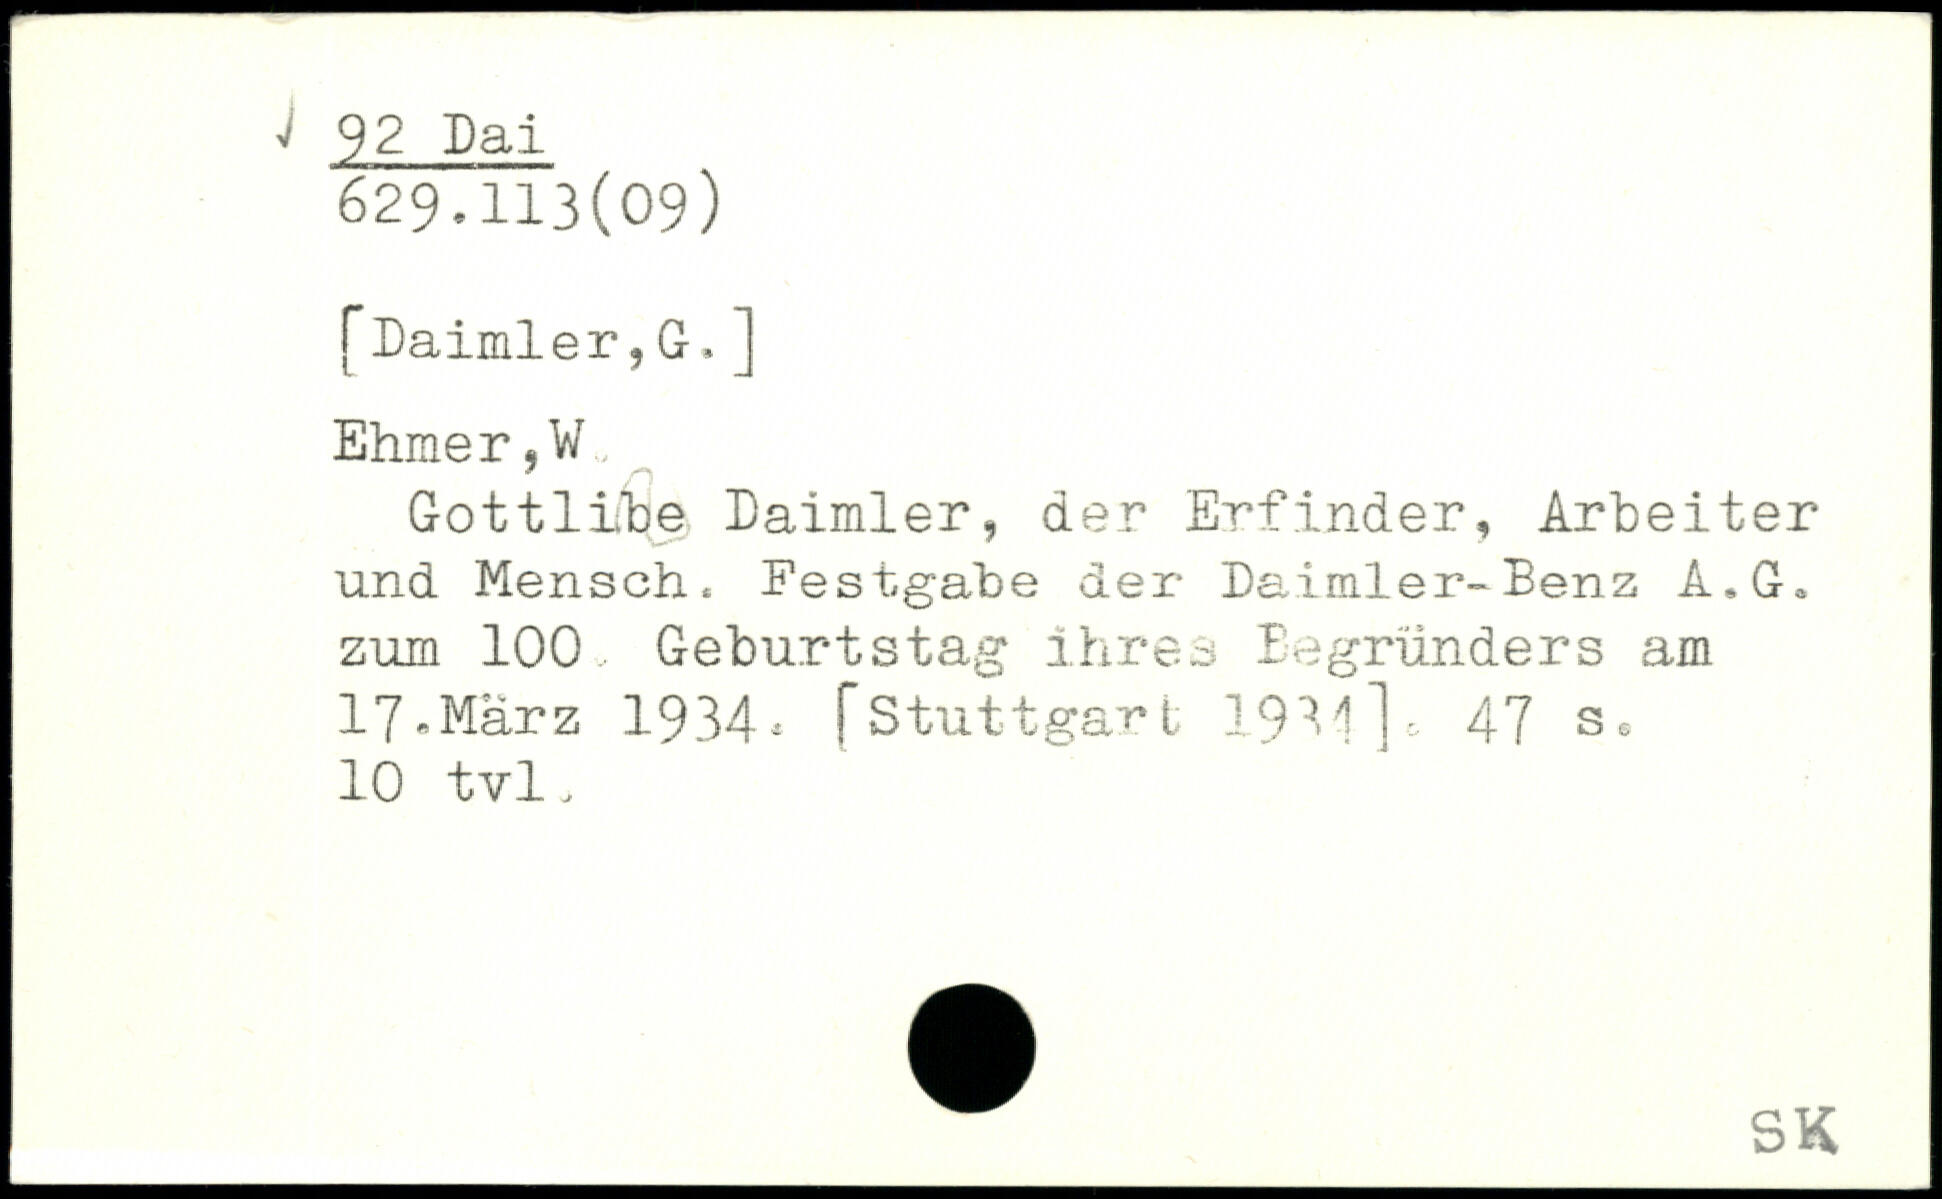 92 Dai
629.113(09)
[Daimler,G.]
Ehmer,W.
Gottlibe Daimler, der Erfinder, Arbeiter
und Mensch. Festgabe der Daimler-Benz A.G.
zum 100. Geburtstag ihres Begründers am
17.März 1934. [Stuttgart 1934]. 47 s.
10 tvl.
SK